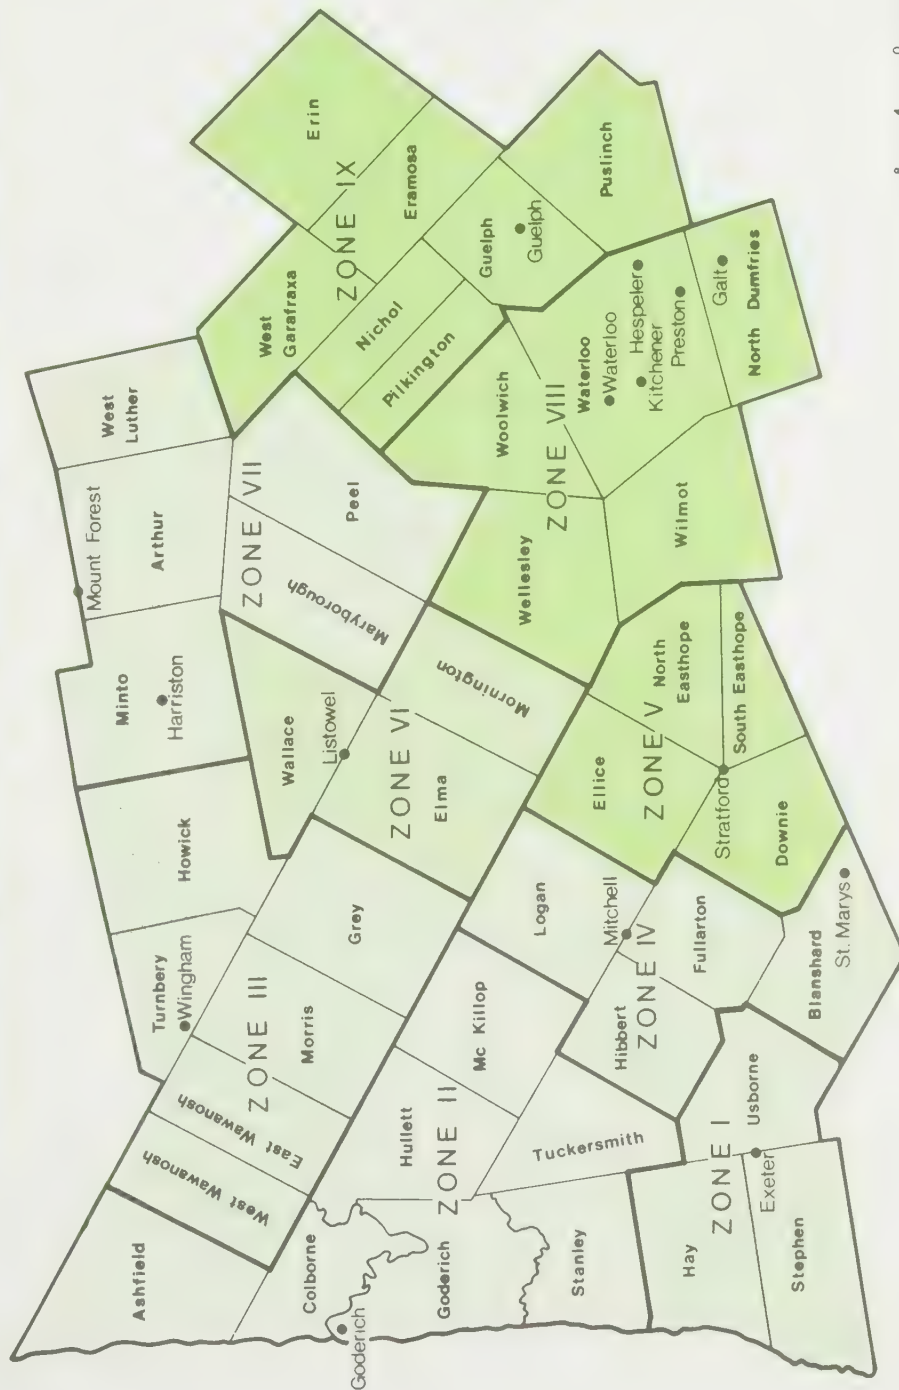 Erin
ZONE IX
Eramosa
Puslinch
West
Garafraxa
Nichol
Pilkington
Guelph
Guelph
West
Luther
Mount Forest
Arthur
ZONE VII
Peel
Maryborough
Woolwich
ZONE VIII
Waterloo
Waterloo
Hespeler
Kitchener
Preston
Galt
North Dumfries
Wellesley
Wilmot
Minto
Harriston
Wallace
Listowel
ZONE VI
Mornington
Elma
North
Easthope
ZONE V
South Easthope
Ellice
Stratford
Downie
Howick
Turnbery
Wingham
Grey
ZONE III
Morris
East Wawanosh
West Wawanosh
Logan
Mitchell
ZONE IV
Fullarton
Hibbert
Blanshard
St. Marys
Mc Killop
Hullett
ZONE II
Tuckersmith
Usborne
ZONE I
Exeter
Ashfield
Colborne
Goderich
Goderich
Stanley
Hay
Stephen
0
4
8